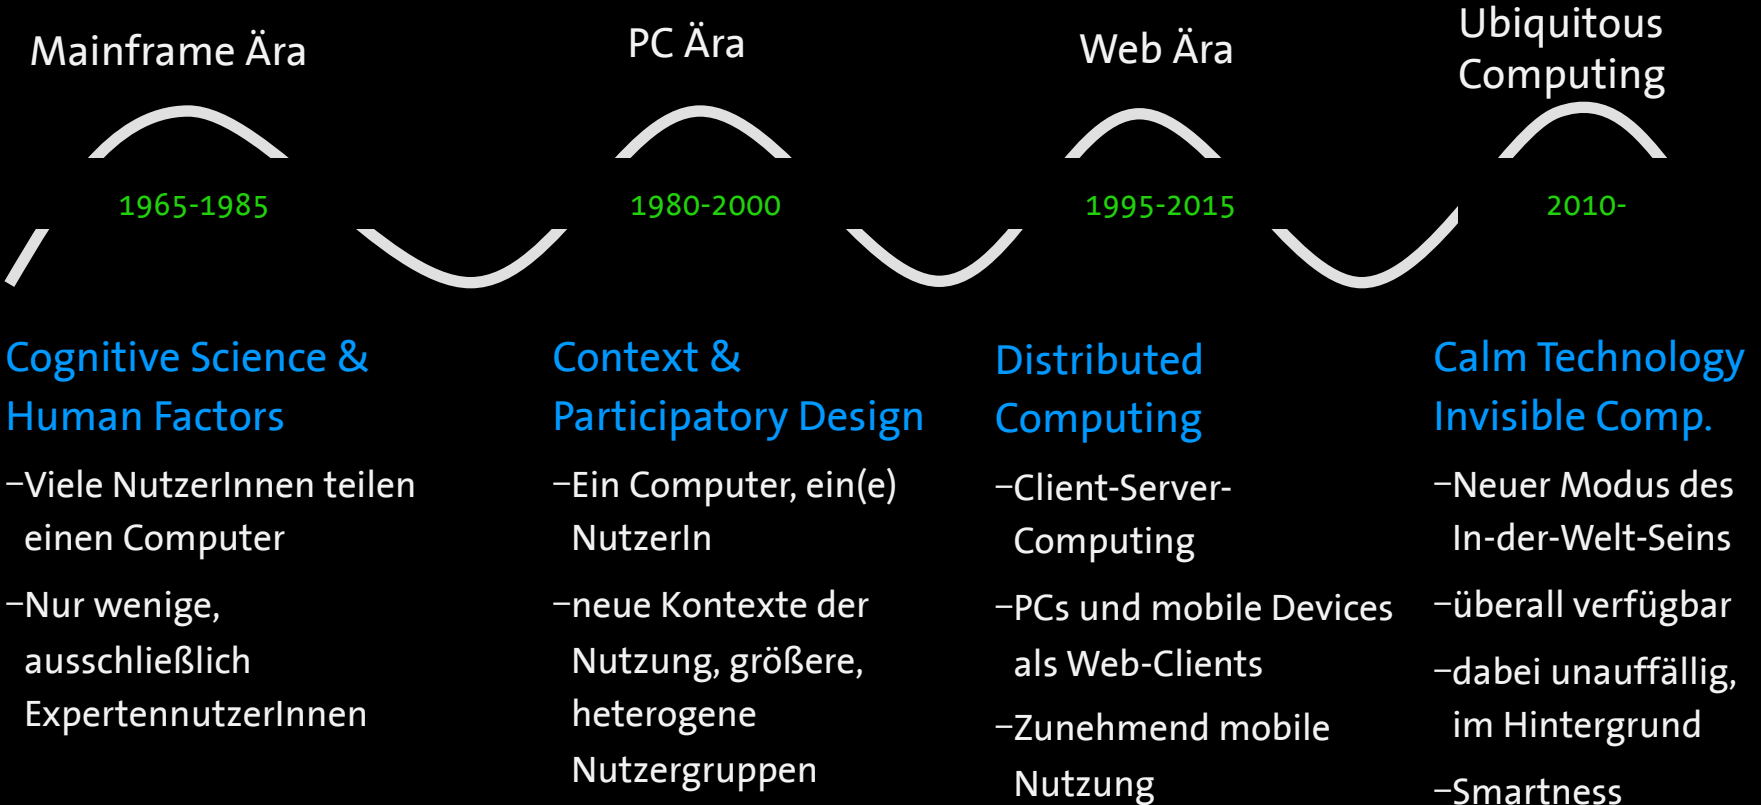 Mainframe Ära
PC Ära
Web Ära
Ubiquitous
Computing
1965-1985
1980-2000
1995-2015
2010-
Cognitive Science &
Human Factors
–Viele NutzerInnen teilen
einen Computer
–Nur wenige,
ausschließlich
ExpertennutzerInnen
Context &
Participatory Design
–Ein Computer, ein(e)
NutzerIn
–neue Kontexte der
Nutzung, größere,
heterogene
Nutzergruppen
Distributed
Computing
–Client-Server-
Computing
–PCs und mobile Devices
als Web-Clients
–Zunehmend mobile
Nutzung
Calm Technology
Invisible Comp.
–Neuer Modus des
In-der-Welt-Seins
–überall verfügbar
–dabei unauffällig,
im Hintergrund
–Smartness